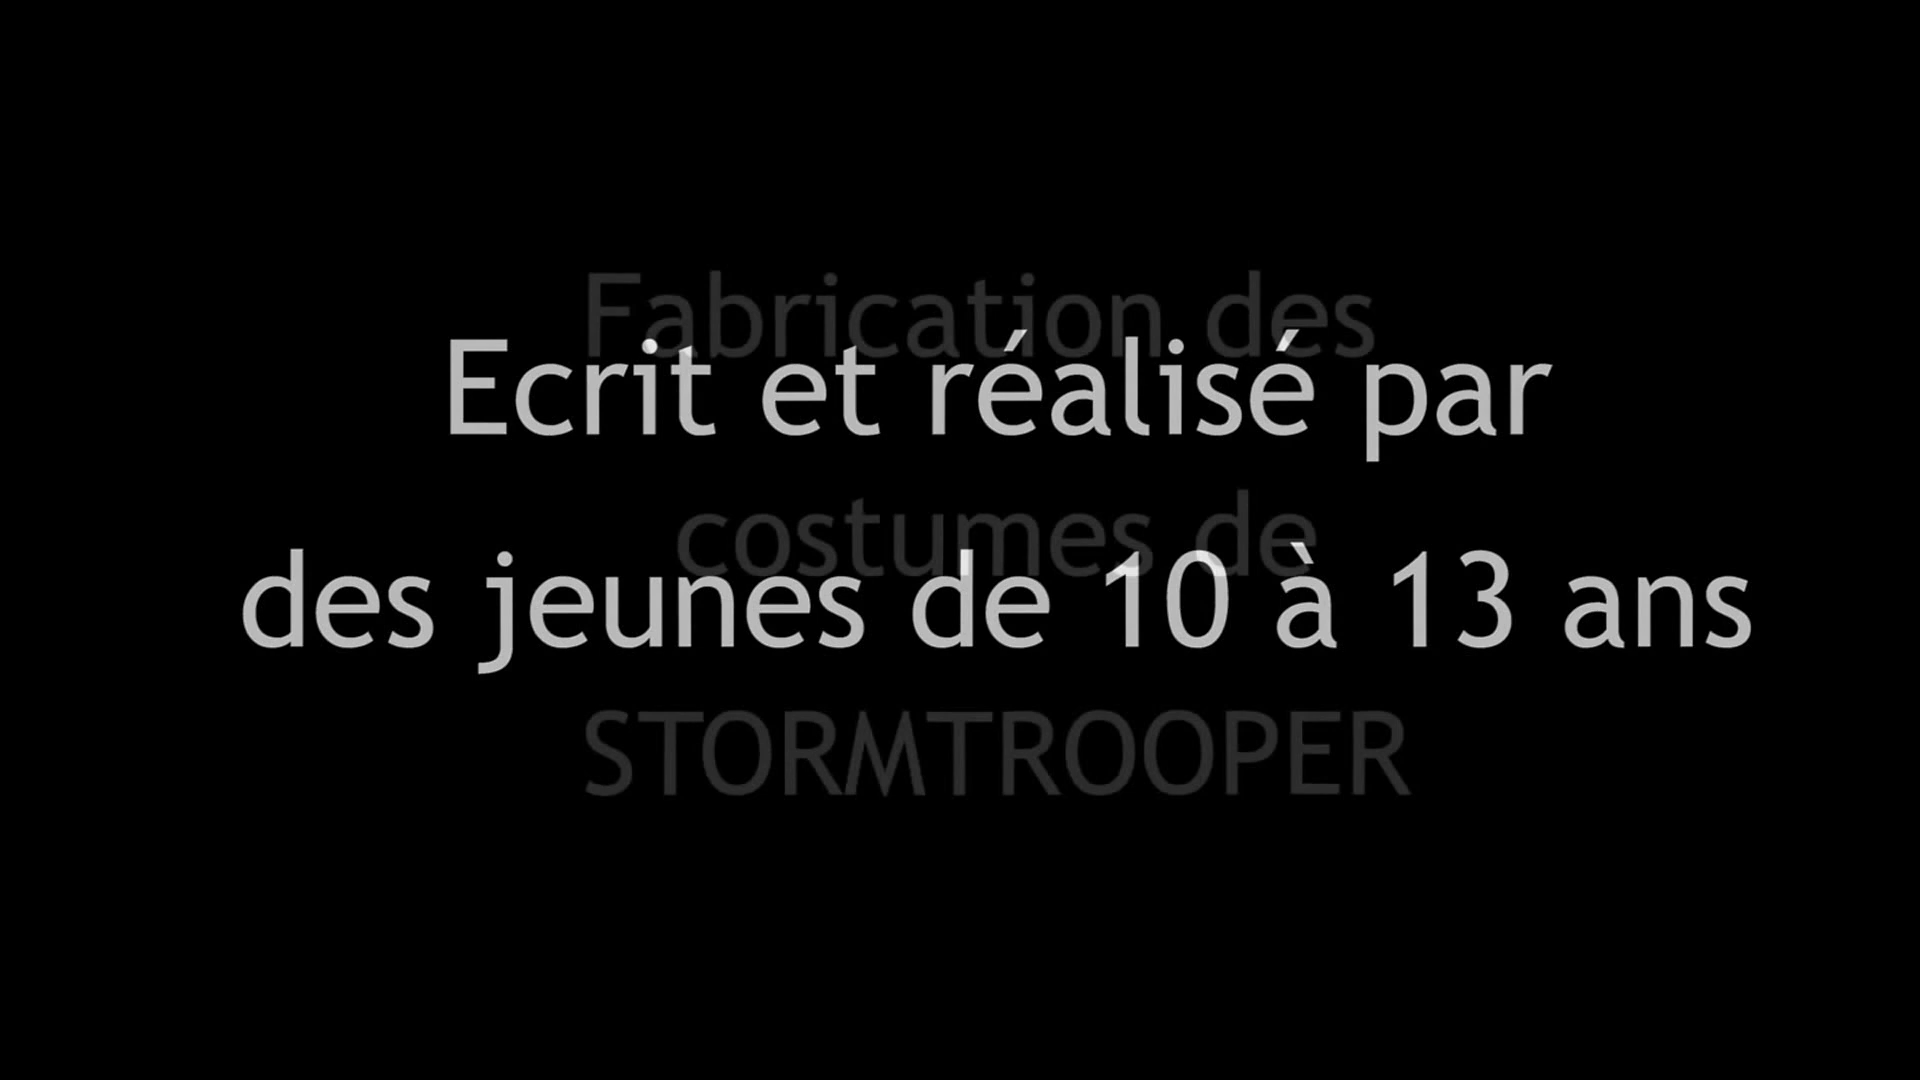 Fabrication des
Ecrit et réalisé par
costumes de
des jeunes de 10 à 13 ans
STORMTROOPER